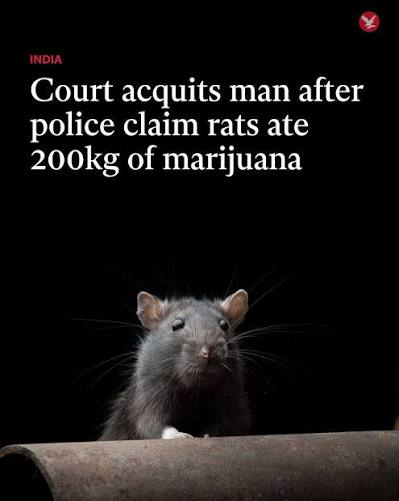 INDIA
Court acquits man after
police claim rats ate
200kg of marijuana